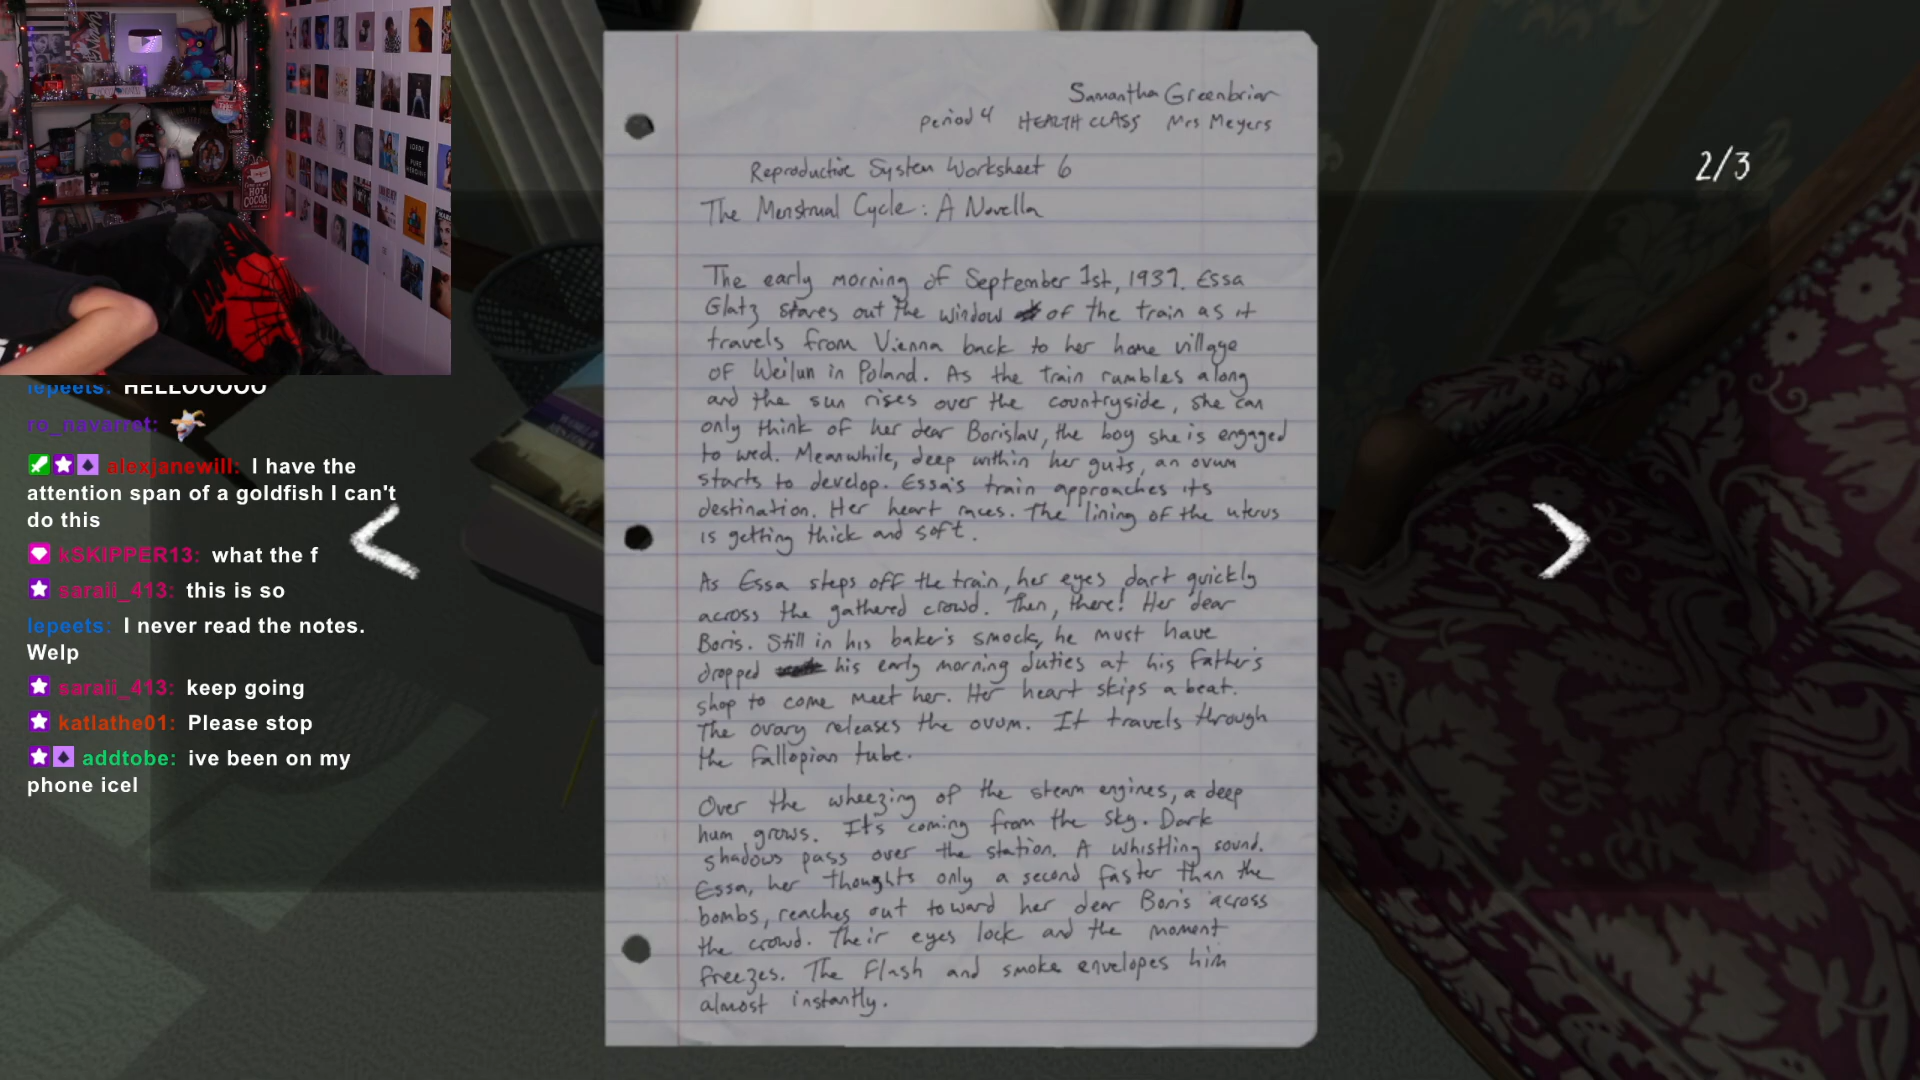 Samantha Greenbriar
period 4 HEALTH CLASS Mrs Meyers
Reproductive System Worksheet 6
The Menstrual Cycle: A Novella
The early morning of September 1st, 1939. Essa
Glatz stares out the window of the train as it
travels from Vienna back to her home village
of Weilun in Poland. As the train rumbles along
and the sun rises over the countryside, she can
only think of her dear Borislav, the boy she is engaged
to wed. Meanwhile, deep within her guts, an ovum
starts to develop. Essa's train approaches its
destination. Her heart races. The lining of the uterus
is getting thick and soft.
As Essa steps off the train, her eyes dart quickly
across the gathered crowd. Then, there! Her dear
Boris. Still in his baker's smock, he must have
dropped his early morning duties at his father's
shop to come meet her. Her heart skips a beat.
The ovary releases the ovum. It travels through
the fallopian tube.
Over the wheezing of the steam engines, a deep
hum grows. It's coming from the sky. Dark
shadows pass over the station. A whistling sound.
Essa, her thoughts only a second faster than the
bombs, reaches out toward her dear Boris across
the crowd. Their eyes lock and the moment
freezes. The flash and smoke envelopes him
almost instantly.
2/3
lepeets: HELLOOOOO
ro_navarret:
alexjanewill: I have the
attention span of a goldfish I can't
do this
kSKIPPER13: what the f
saraii_413: this is so
lepeets: I never read the notes.
Welp
saraii_413: keep going
katlathe01: Please stop
addtobe: ive been on my
phone icel
LORDE
PURE
HEROINE
HOT
COCOA